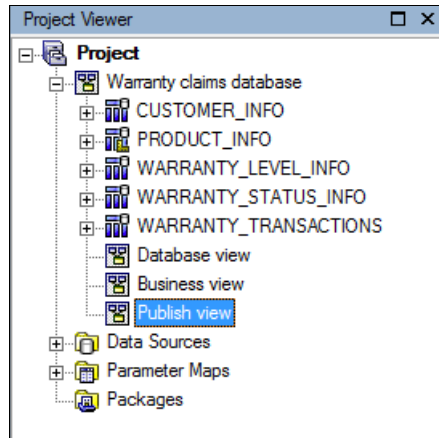 Project Viewer
Project
Warranty claims database
CUSTOMER_INFO
PRODUCT_INFO
WARRANTY_LEVEL_INFO
WARRANTY_STATUS_INFO
WARRANTY_TRANSACTIONS
Database view
Business view
Publish view
Data Sources
Parameter Maps
Packages